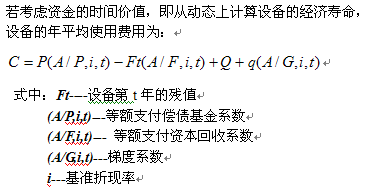 若考虑资金的时间价值，即从动态上计算设备的经济寿命，
设备的年平均使用费用为：
C = P(A/P,i,t) − Ft(A/F,i,t) + Q + q(A/G,i,t)
式中：Ft----设备第 t 年的残值
(A/P,i,t)---等额支付偿债基金系数
(A/F,i,t)--- 等额支付资本回收系数
(A/G,i,t)---梯度系数
i---基准折现率